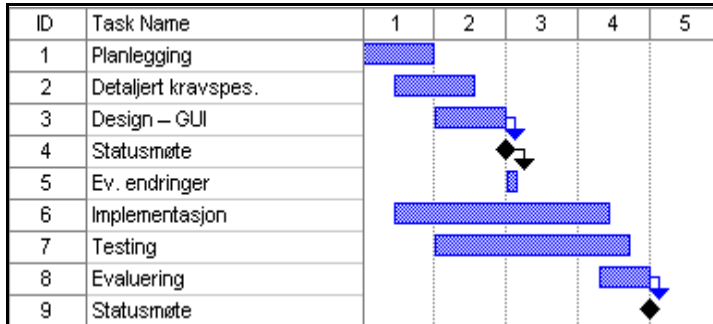 ID Task Name 1 2 3 4 5
1 Planlegging
2 Detaljert kravspes.
3 Design – GUI
4 Statusmøte
5 Ev. endringer
6 Implementasjon
7 Testing
8 Evaluering
9 Statusmøte